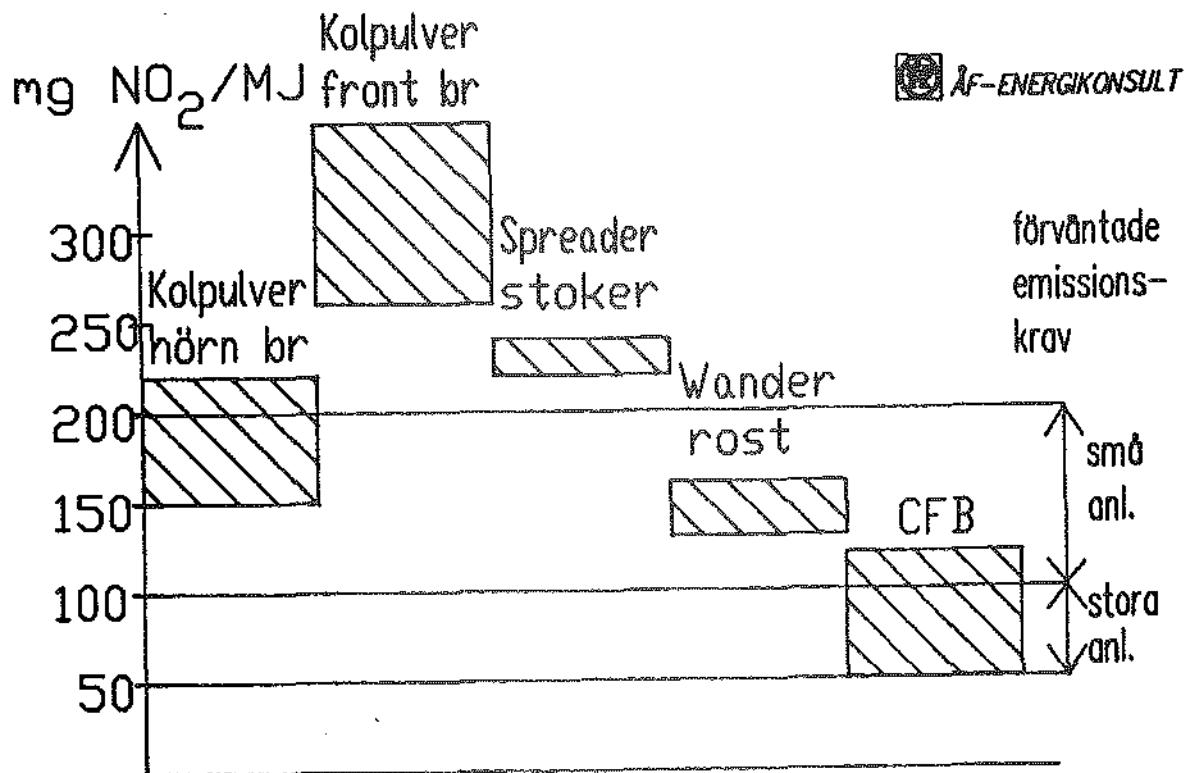 Kolpulver
front br
mg NO2/MJ
ÅF-ENERGIKONSULT
300
Spreader
stoker
förväntade
emissions-
krav
Kolpulver
hörn br
250
Wander
rost
200
små
anl.
150
CFB
100
stora
anl.
50